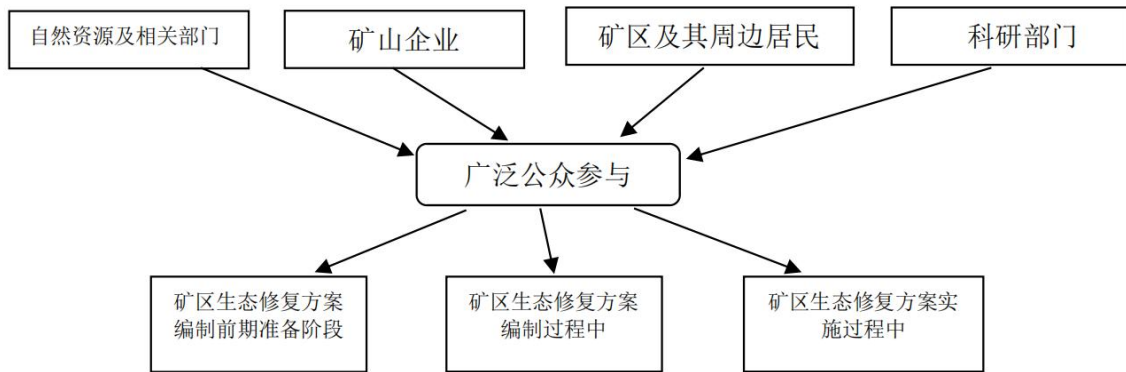 自然资源及相关部门
矿山企业
矿区及其周边居民
科研部门
广泛公众参与
矿区生态修复方案
编制前期准备阶段
矿区生态修复方案
编制过程中
矿区生态修复方案实
施过程中